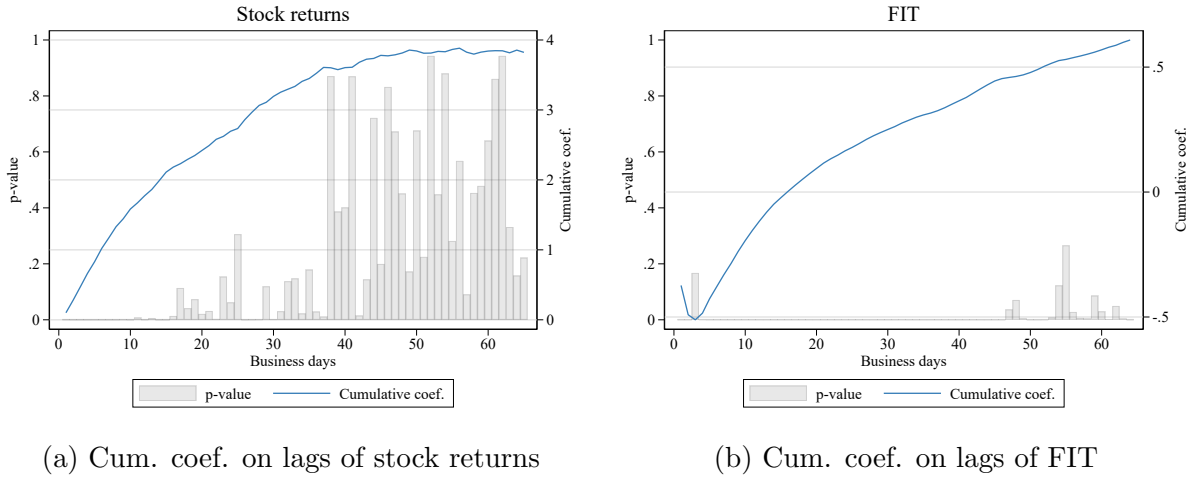 Stock returns
1
.8
.6
.4
.2
0
p-value
4
3
2
1
0
Cumulative coef.
0 10 20 30 40 50 60
Business days
p-value Cumulative coef.
(a) Cum. coef. on lags of stock returns
FIT
1
.8
.6
.4
.2
0
p-value
.5
0
-.5
Cumulative coef.
0 10 20 30 40 50 60
Business days
p-value Cumulative coef.
(b) Cum. coef. on lags of FIT